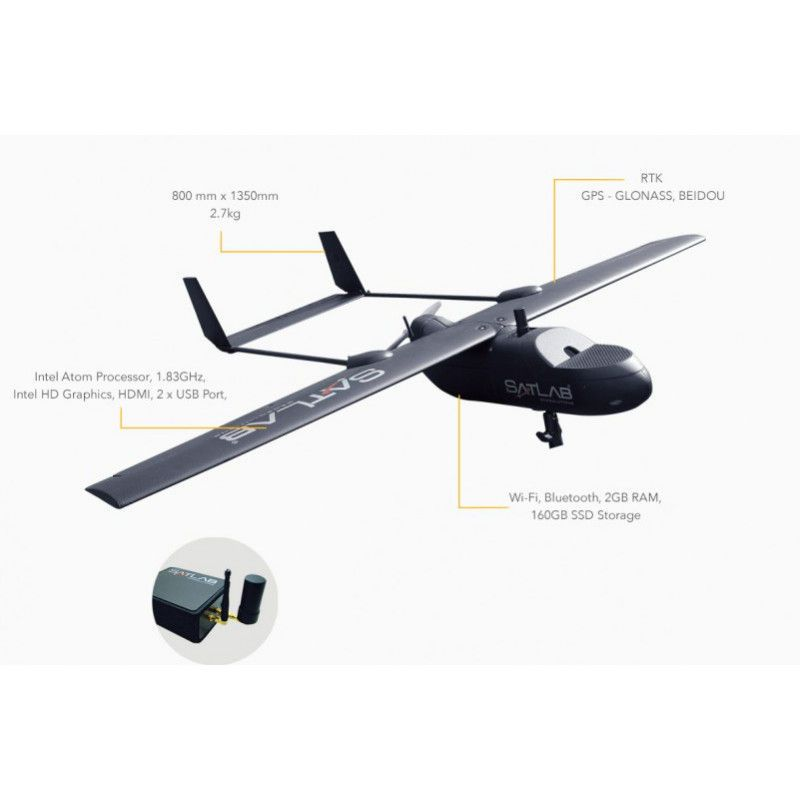 800 mm x 1350mm
2.7kg
RTK
GPS - GLONASS, BEIDOU
Intel Atom Processor, 1.83GHz,
Intel HD Graphics, HDMI, 2 x USB Port,
SATLAB
SATLAB
Wi-Fi, Bluetooth, 2GB RAM,
160GB SSD Storage
SATLAB